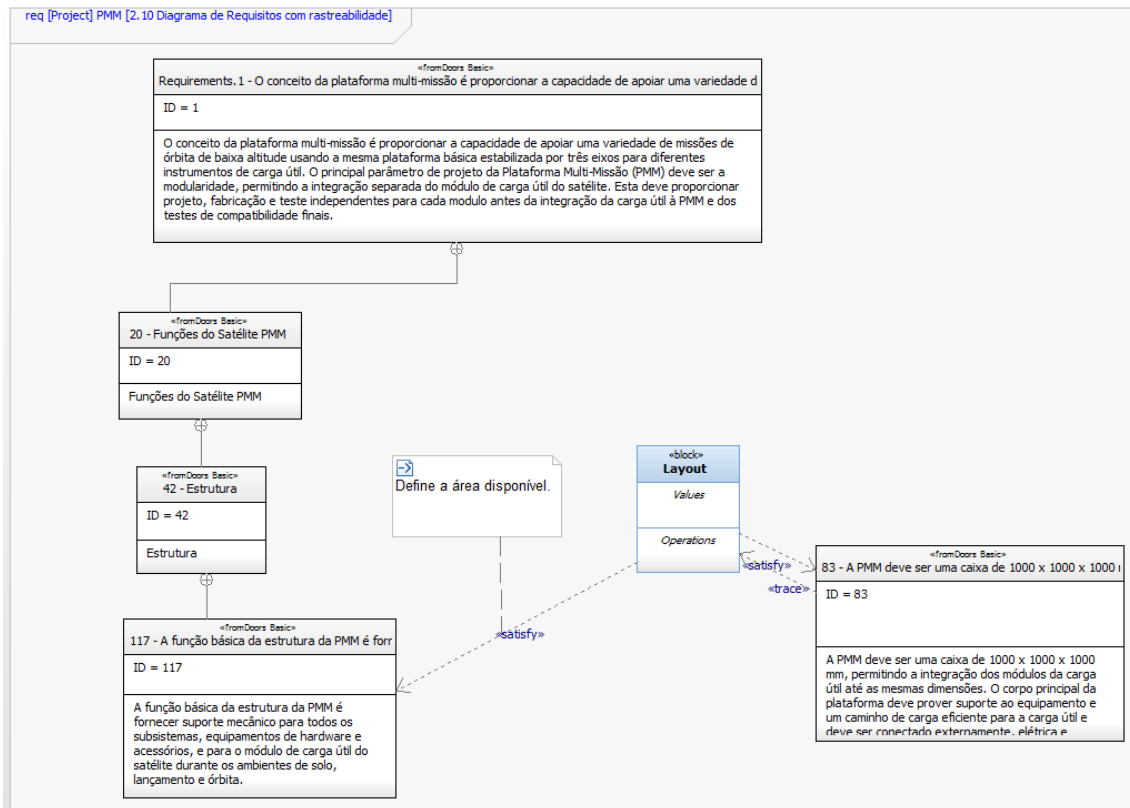 req [Project] PMM [2.10 Diagrama de Requisitos com rastreabilidade]
«fromDoors Basic»
Requirements.1 - O conceito da plataforma multi-missão é proporcionar a capacidade de apoiar uma variedade d
ID = 1
O conceito da plataforma multi-missão é proporcionar a capacidade de apoiar uma variedade de missões de
órbita de baixa altitude usando a mesma plataforma básica estabilizada por três eixos para diferentes
instrumentos de carga útil. O principal parâmetro de projeto da Plataforma Multi-Missão (PMM) deve ser a
modularidade, permitindo a integração separada do módulo de carga útil do satélite. Esta deve proporcionar
projeto, fabricação e teste independentes para cada modulo antes da integração da carga útil à PMM e dos
testes de compatibilidade finais.
«fromDoors Basic»
20 - Funções do Satélite PMM
ID = 20
Funções do Satélite PMM
«fromDoors Basic»
42 - Estrutura
ID = 42
Estrutura
Define a área disponível.
«block»
Layout
Values
Operations
«satisfy»
«trace»
«satisfy»
«fromDoors Basic»
83 - A PMM deve ser uma caixa de 1000 x 1000 x 1000
ID = 83
A PMM deve ser uma caixa de 1000 x 1000 x 1000
mm, permitindo a integração dos módulos da carga
útil até as mesmas dimensões. O corpo principal da
plataforma deve prover suporte ao equipamento e
um caminho de carga eficiente para a carga útil e
deve ser conectado externamente, elétrica e
«fromDoors Basic»
117 - A função básica da estrutura da PMM é forr
ID = 117
A função básica da estrutura da PMM é
fornecer suporte mecânico para todos os
subsistemas, equipamentos de hardware e
acessórios, e para o módulo de carga útil do
satélite durante os ambientes de solo,
lançamento e órbita.